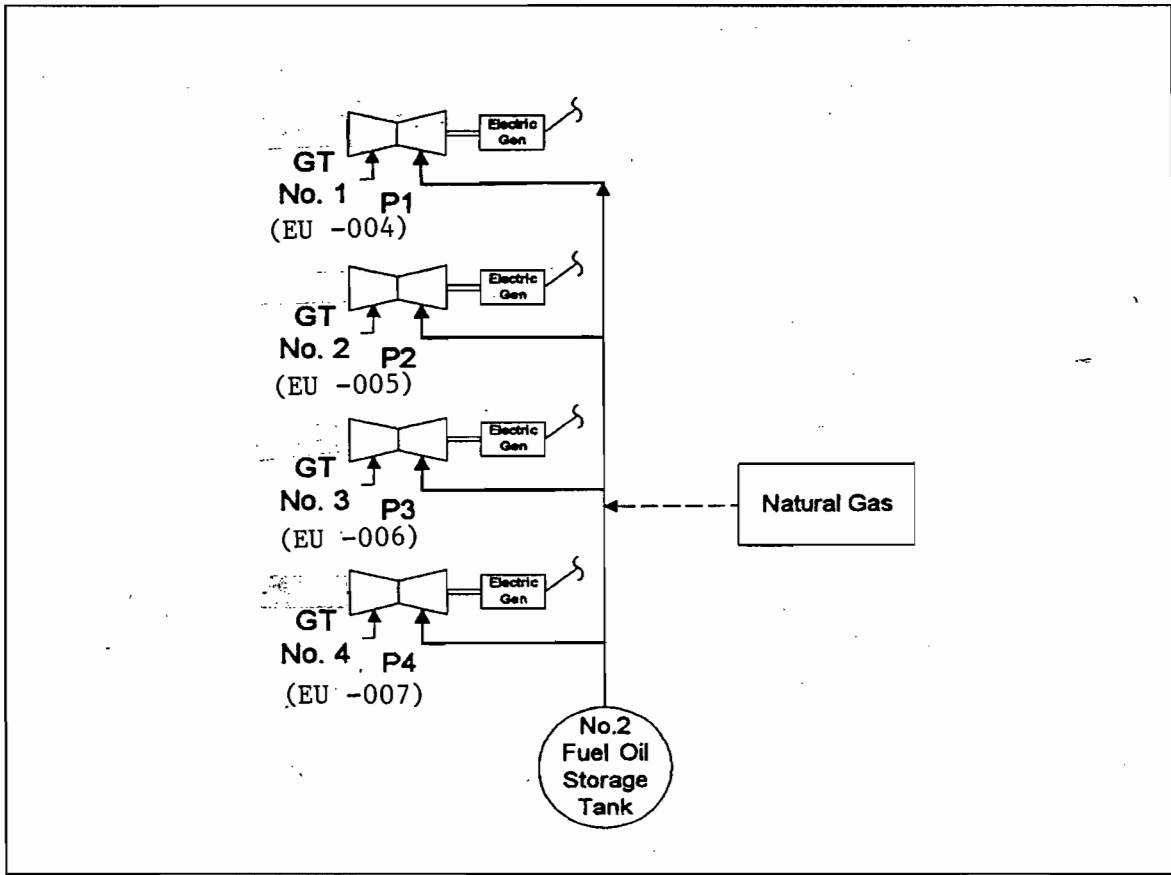 Electric
Gen
GT
No. 1 P1
(EU -004)
Electric
Gen
GT
No. 2 P2
(EU -005)
Electric
Gen
GT
No. 3 P3
(EU -006)
Natural Gas
Electric
Gen
GT
No. 4 P4
(EU -007)
No.2
Fuel Oil
Storage
Tank